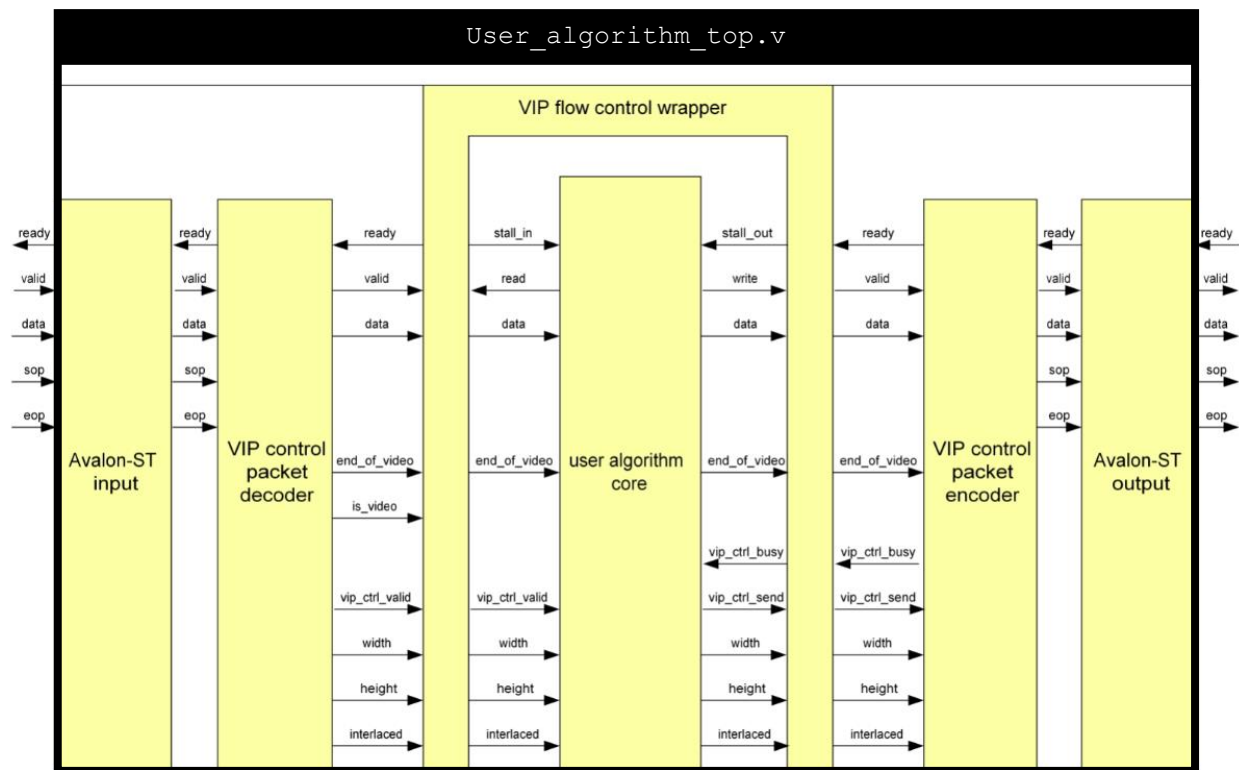 User_algorithm_top.v
VIP flow control wrapper
ready ready ready stall_in stall_out ready ready ready
valid valid valid read write valid valid valid
data data data data data data data data
sop sop sop sop
eop eop eop eop
Avalon-ST
input
VIP control
packet
decoder
user algorithm
core
VIP control
packet
encoder
Avalon-ST
output
end_of_video end_of_video end_of_video end_of_video
is_video
vip_ctrl_busy vip_ctrl_busy
vip_ctrl_valid vip_ctrl_valid vip_ctrl_send vip_ctrl_send
width width width width
height height height height
interlaced interlaced interlaced interlaced